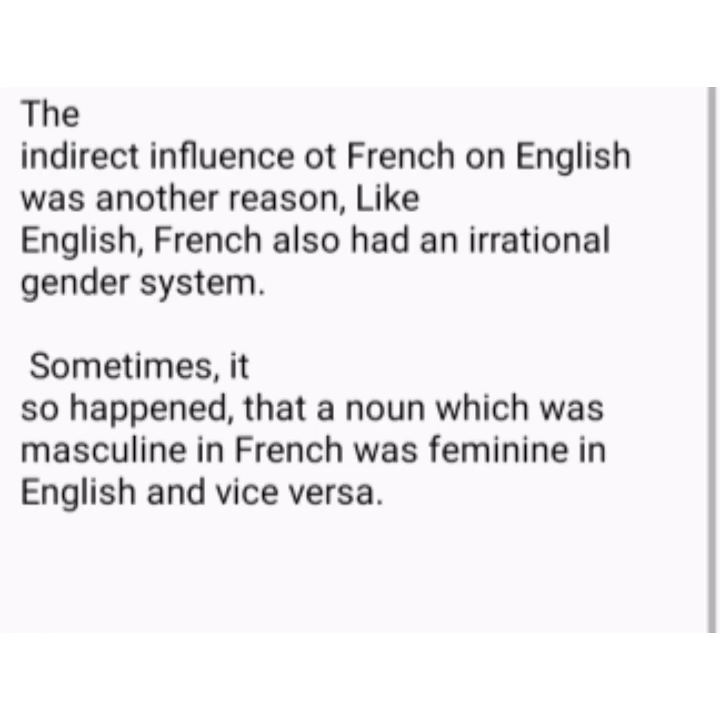 The
indirect influence ot French on English
was another reason, Like
English, French also had an irrational
gender system.
Sometimes, it
so happened, that a noun which was
masculine in French was feminine in
English and vice versa.